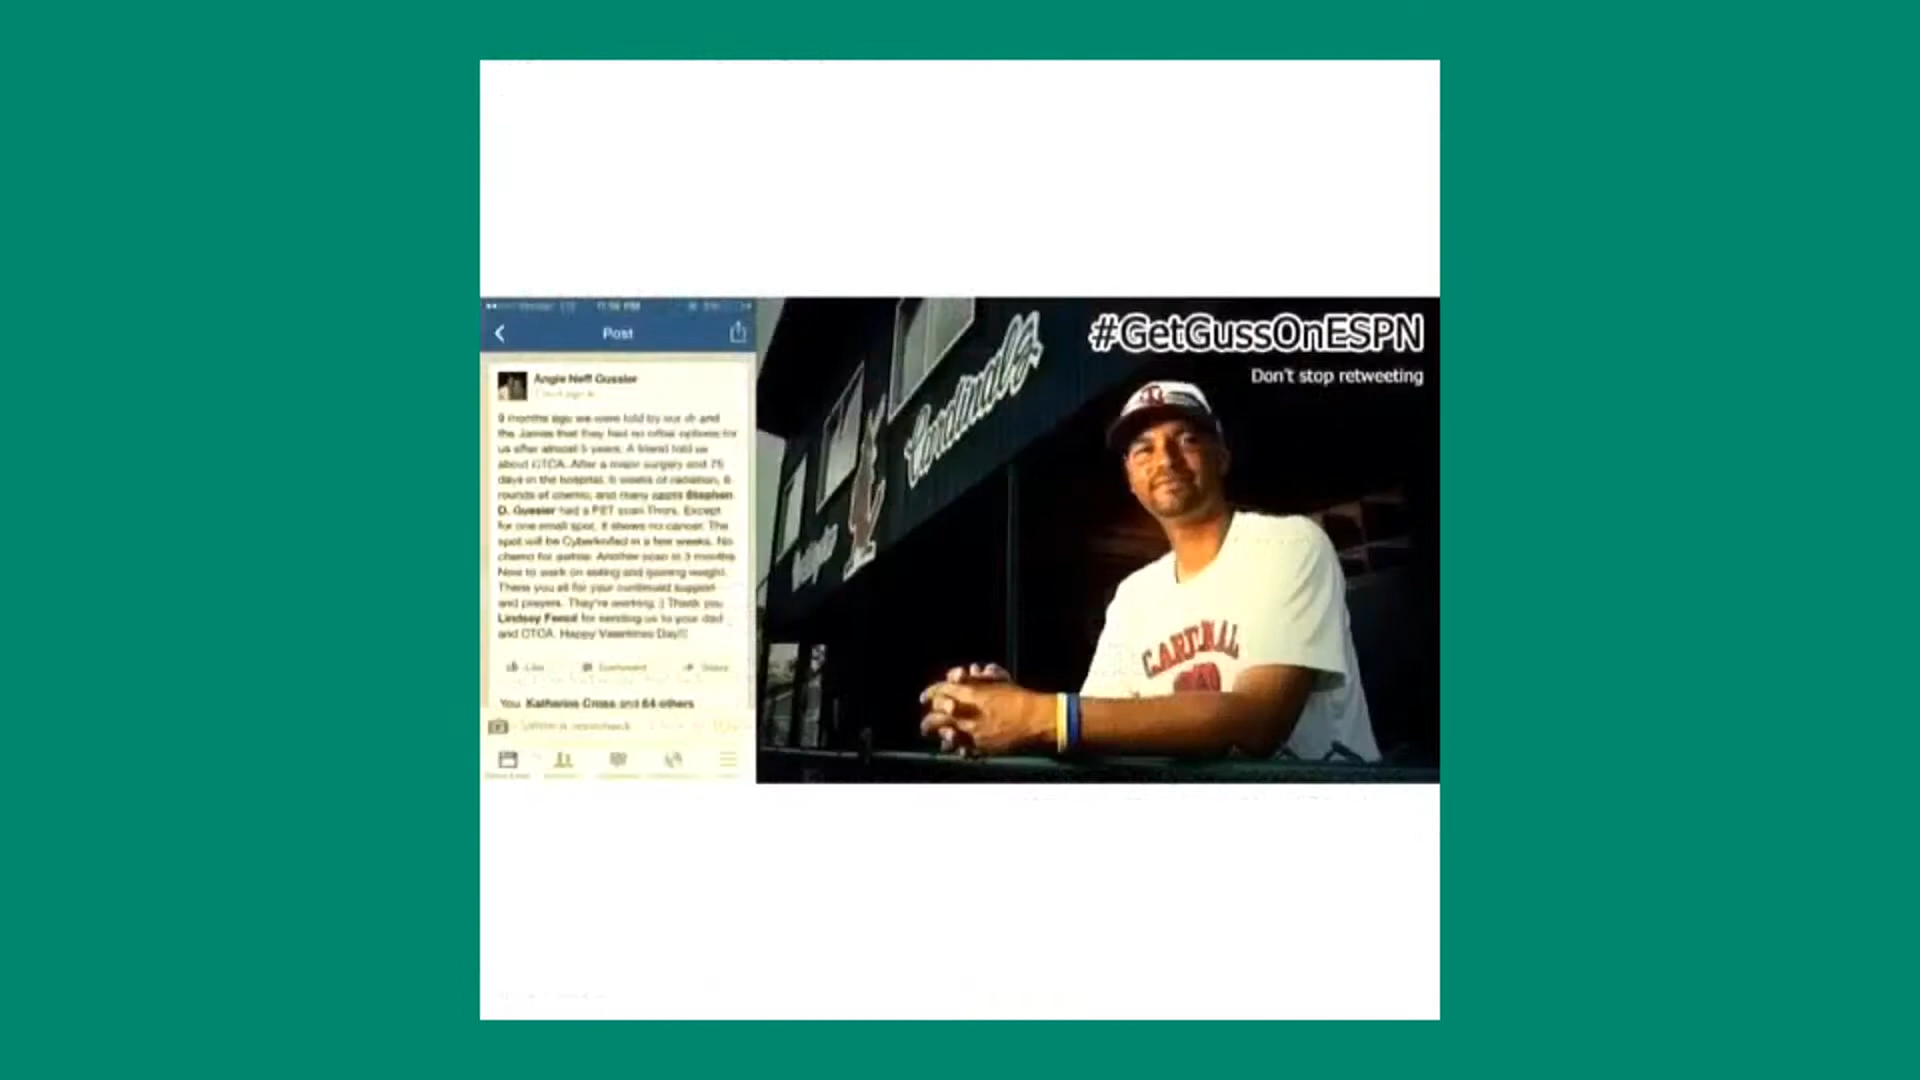 11:56 PM
Post
Angie Neff Gussler
9 months ago we were told by our dr and
the James that they had no other options for
us after almost 5 years. A friend told us
about CTCA. After a major surgery and 75
days in the hospital, 6 weeks of radiation, 6
rounds of chemo, and many appts Stephen
D. Gussler had a PET scan Thurs. Except
for one small spot, it shows no cancer. The
spot will be Cyberknifed in a few weeks. No
chemo for awhile. Another scan in 3 months
Now to work on eating and gaining weight.
Thank you all for your continued support
and prayers. They're working :) Thank you
Lindsey for sending us to your dad
and CTCA. Happy Valentines Day!!!
Like Comment Share
You, Katherine Cross and 64 others
#GetGussOnESPN
Don't stop retweeting
Cardinals
CARDINAL